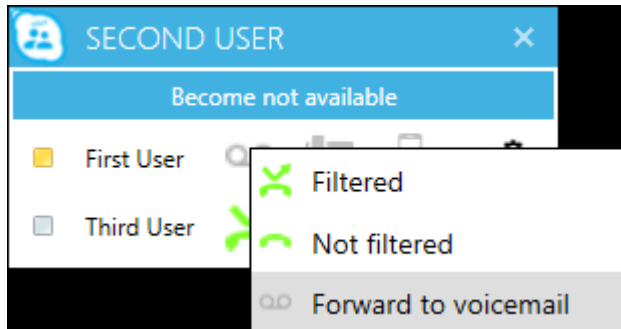 SECOND USER
Become not available
First User
Third User
Filtered
Not filtered
Forward to voicemail